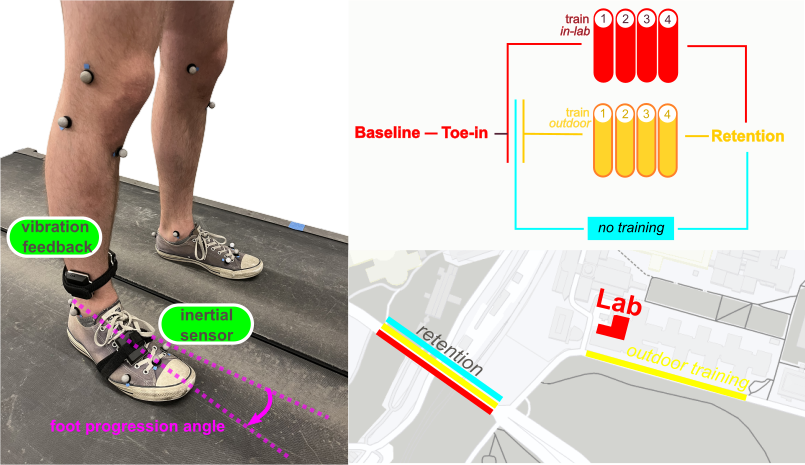 vibration
feedback
inertial
sensor
foot progression angle
train
in-lab
1 2 3 4
Baseline — Toe-in
train
outdoor
1 2 3 4
Retention
no training
retention
Lab
outdoor training